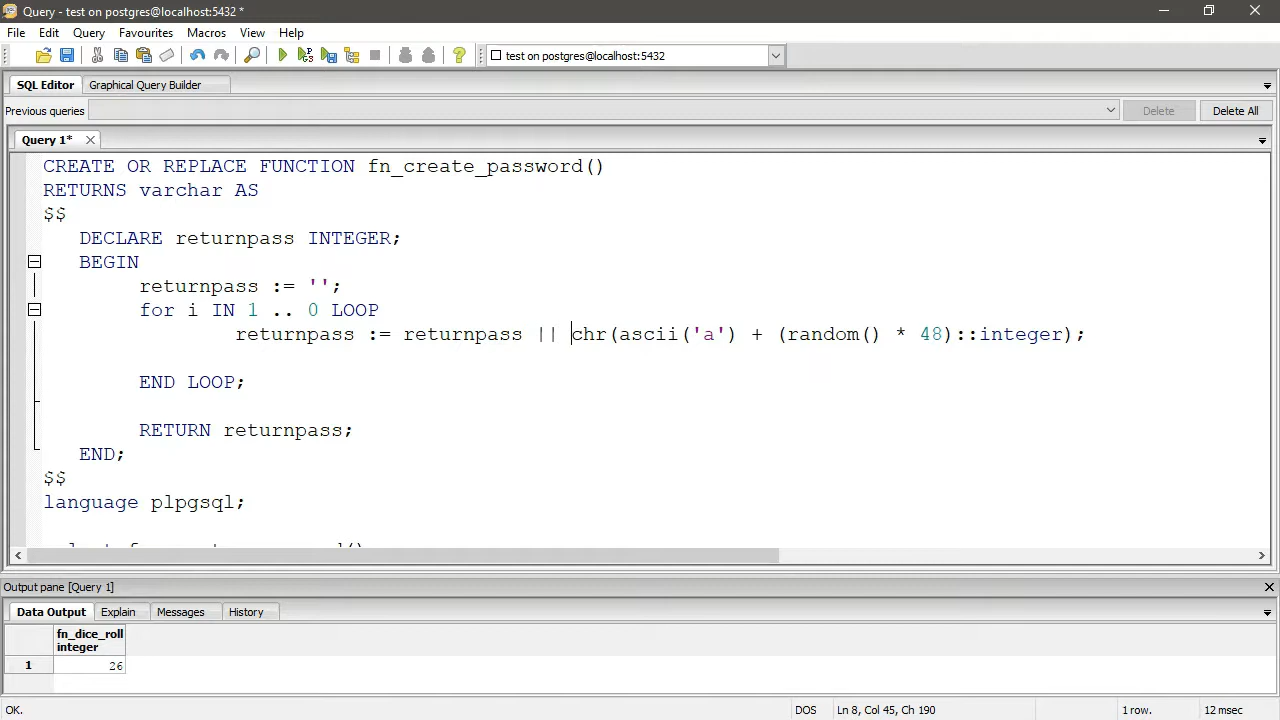 Query - test on postgres@localhost:5432 *
File Edit Query Favourites Macros View Help
test on postgres@localhost:5432
SQL Editor Graphical Query Builder
Previous queries Delete Delete All
Query 1*
CREATE OR REPLACE FUNCTION fn_create_password()
RETURNS varchar AS
$$
DECLARE returnpass INTEGER;
BEGIN
returnpass := '';
for i IN 1 .. 0 LOOP
returnpass := returnpass || chr(ascii('a') + (random() * 48)::integer);
END LOOP;
RETURN returnpass;
END;
$$
language plpgsql;
Output pane [Query 1]
Data Output Explain Messages History
fn_dice_roll
integer
1 26
OK. DOS Ln 8, Col 45, Ch 190 1 row. 12 msec